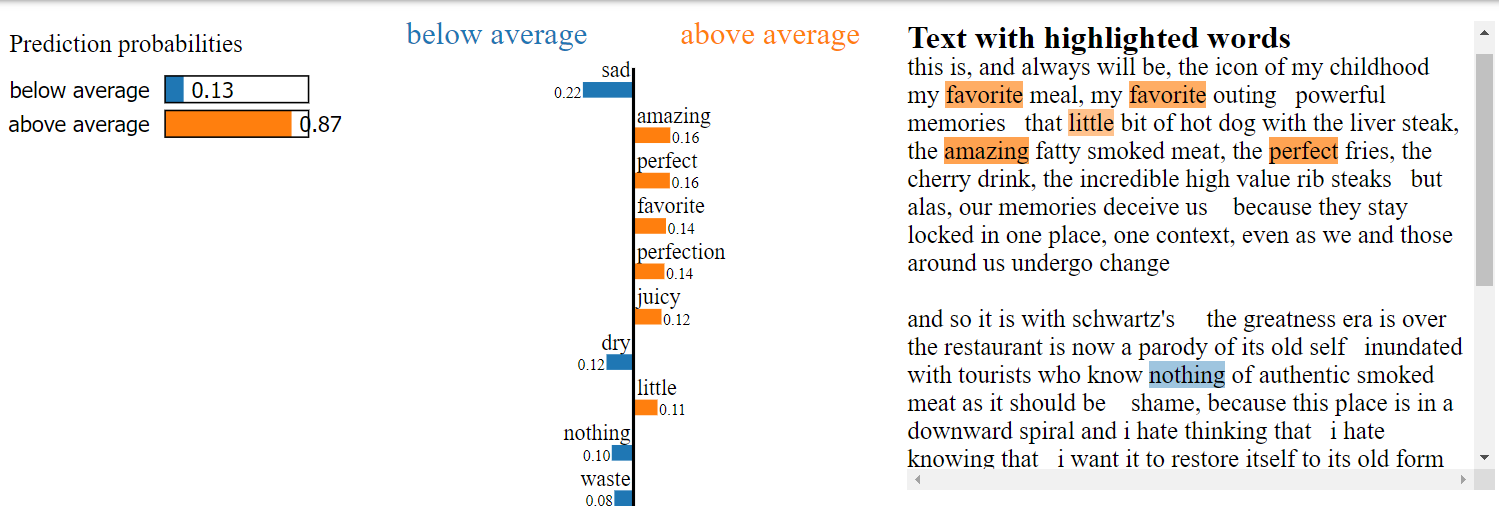 Prediction probabilities
below average 0.13
above average 0.87
below average above average
sad
0.22
amazing
0.16
perfect
0.16
favorite
0.14
perfection
0.14
juicy
0.12
dry
0.12
little
0.11
nothing
0.10
waste
0.08
Text with highlighted words
this is, and always will be, the icon of my childhood
my favorite meal, my favorite outing powerful
memories that little bit of hot dog with the liver steak,
the amazing fatty smoked meat, the perfect fries, the
cherry drink, the incredible high value rib steaks but
alas, our memories deceive us because they stay
locked in one place, one context, even as we and those
around us undergo change
and so it is with schwartz's the greatness era is over
the restaurant is now a parody of its old self inundated
with tourists who know nothing of authentic smoked
meat as it should be shame, because this place is in a
downward spiral and i hate thinking that i hate
knowing that i want it to restore itself to its old form